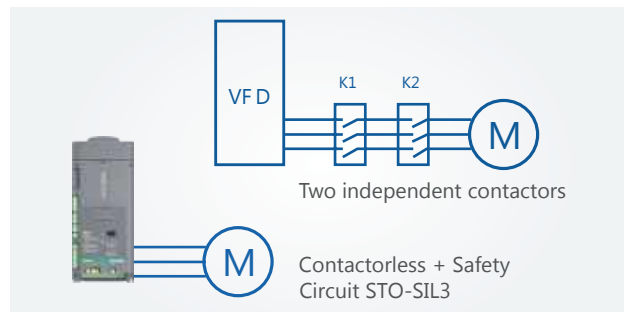 VF D
K1 K2
M
Two independent contactors
M
Contactorless + Safety
Circuit STO-SIL3